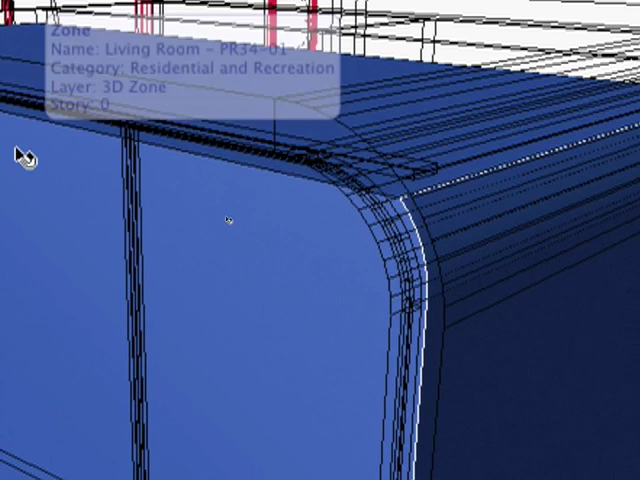 Zone
Name: Living Room - PR34-01
Category: Residential and Recreation
Layer: 3D Zone
Story: 0